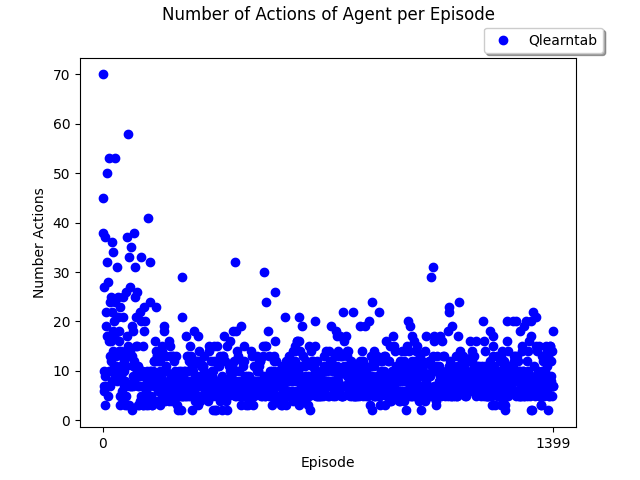 Number of Actions of Agent per Episode
Qlearntab
70
60
50
40
30
20
10
0
Number Actions
0 1399
Episode